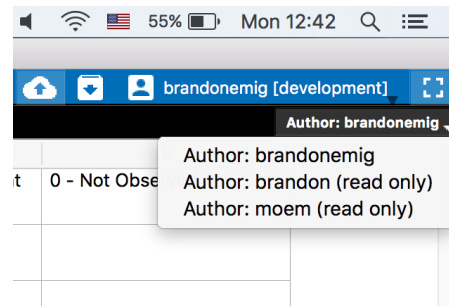 55% Mon 12:42
brandonemig [development]
Author: brandonemig
Author: brandonemig
t 0 - Not Obse Author: brandon (read only)
Author: moem (read only)